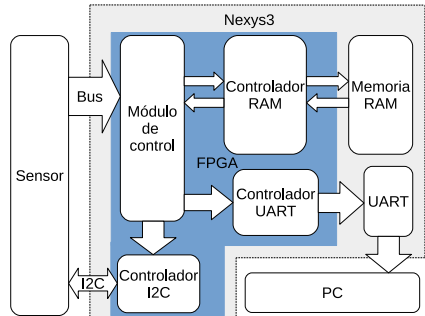 Nexys3
Bus
Módulo
de
control
Controlador
RAM
Memoria
RAM
Sensor
FPGA
Controlador
UART
UART
I2C
Controlador
I2C
PC